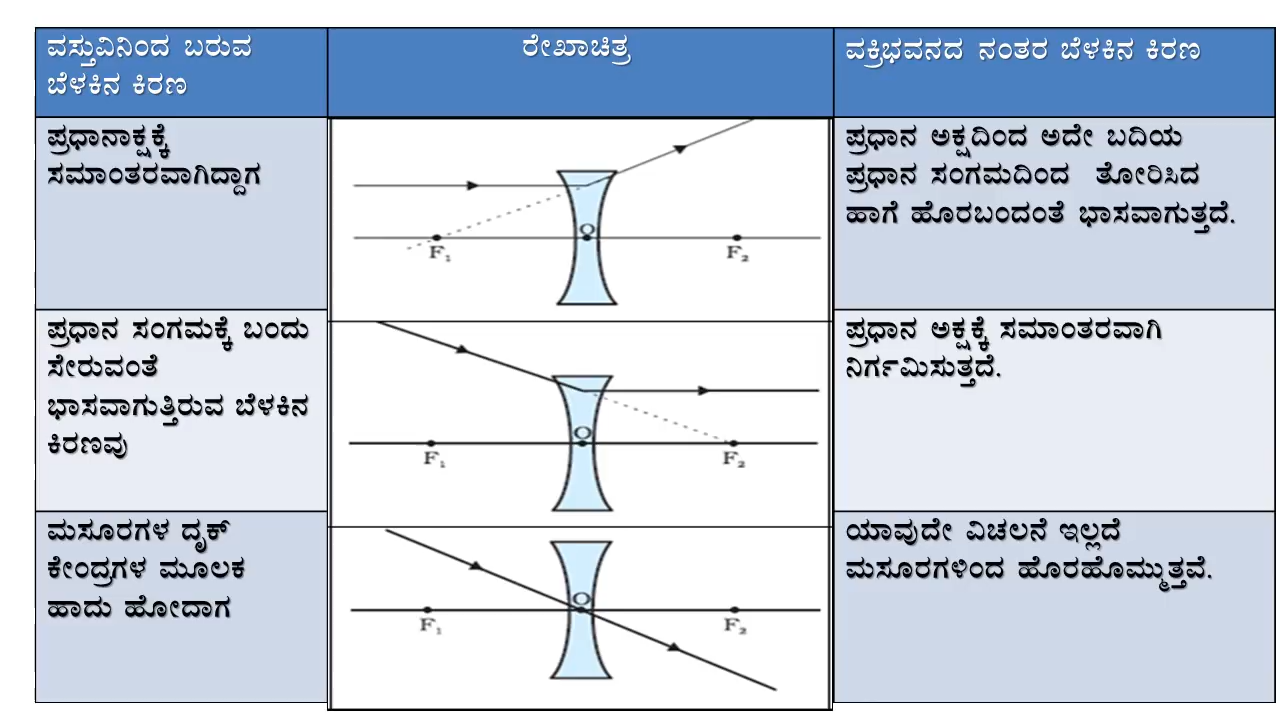 ವಸ್ತುವಿನಿಂದ ಬರುವ
ಬೆಳಕಿನ ಕಿರಣ
ರೇಖಾಚಿತ್ರ
ವಕ್ರಿಭವನದ ನಂತರ ಬೆಳಕಿನ ಕಿರಣ
ಪ್ರಧಾನಾಕ್ಷಕ್ಕೆ
ಸಮಾಂತರವಾಗಿದ್ದಾಗ
O
F₁
F₂
ಪ್ರಧಾನ ಅಕ್ಷದಿಂದ ಅದೇ ಬದಿಯ
ಪ್ರಧಾನ ಸಂಗಮದಿಂದ ತೋರಿಸಿದ
ಹಾಗೆ ಹೊರಬಂದಂತೆ ಭಾಸವಾಗುತ್ತದೆ.
ಪ್ರಧಾನ ಸಂಗಮಕ್ಕೆ ಬಂದು
ಸೇರುವಂತೆ
ಭಾಸವಾಗುತ್ತಿರುವ ಬೆಳಕಿನ
ಕಿರಣವು
O
F₁
F₂
ಪ್ರಧಾನ ಅಕ್ಷಕ್ಕೆ ಸಮಾಂತರವಾಗಿ
ನಿರ್ಗಮಿಸುತ್ತದೆ.
ಮಸೂರಗಳ ದೃಕ್
ಕೇಂದ್ರಗಳ ಮೂಲಕ
ಹಾದು ಹೋದಾಗ
O
F₁
F₂
ಯಾವುದೇ ವಿಚಲನೆ ಇಲ್ಲದೆ
ಮಸೂರಗಳಿಂದ ಹೊರಹೊಮ್ಮುತ್ತವೆ.